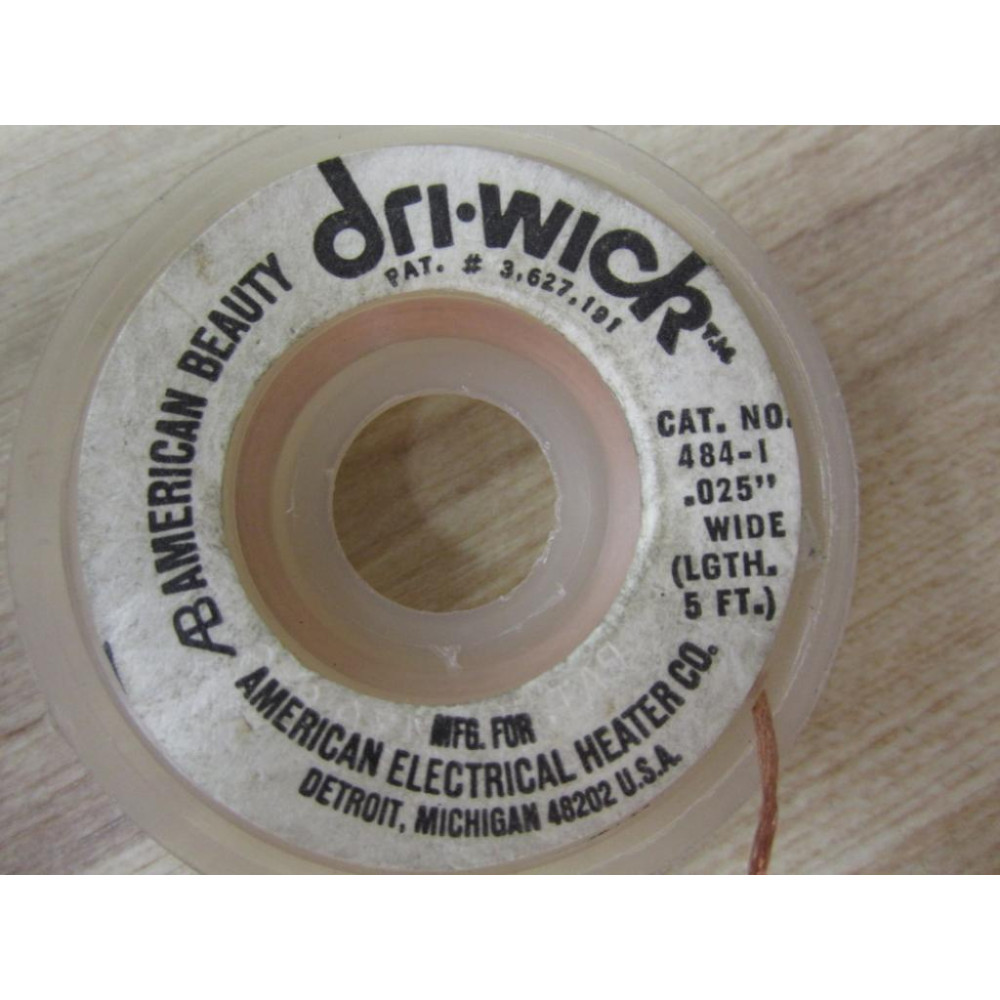 dri-wick T.M.
PAT. # 3,627,191
AB AMERICAN BEAUTY
CAT. NO.
484-1
.025"
WIDE
(LGTH.
5 FT.)
MFG. FOR
AMERICAN ELECTRICAL HEATER CO.
DETROIT, MICHIGAN 48202 U.S.A.